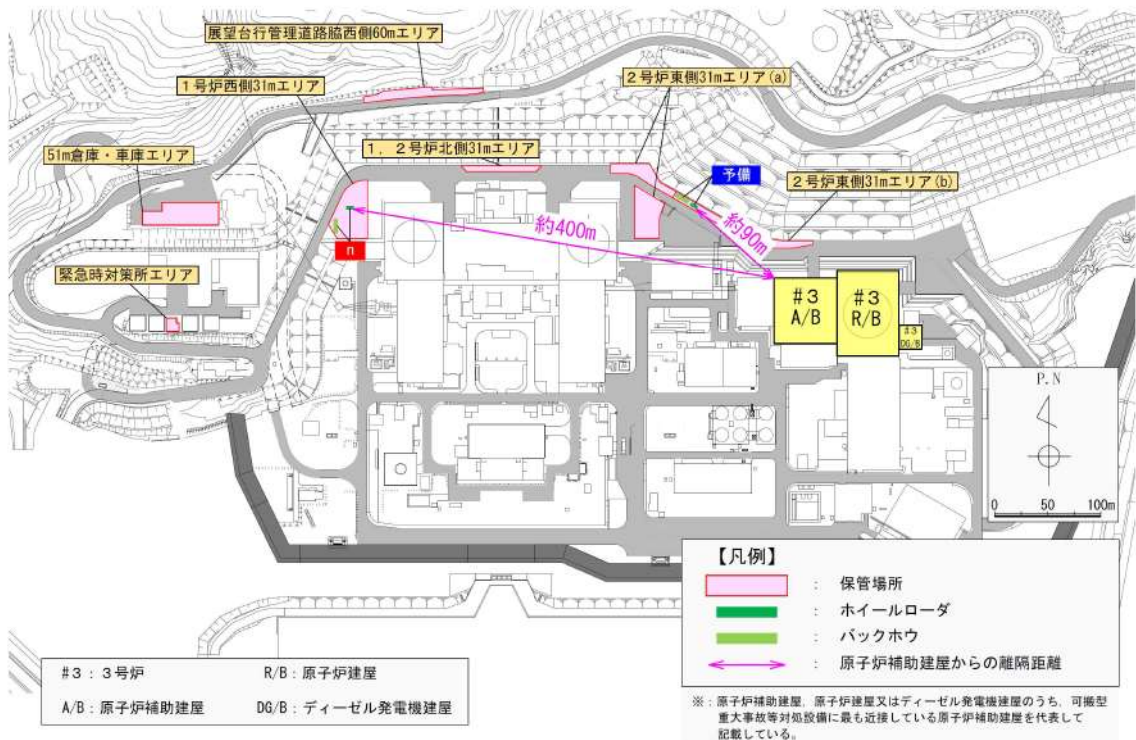 展望台行管理道路脇西側60mエリア
1号炉西側31mエリア
2号炉東側31mエリア(a)
1,2号炉北側31mエリア
51m倉庫・車庫エリア
予備
2号炉東側31mエリア(b)
約400m
約90m
n
緊急時対策所エリア
#3
A/B
#3
R/B
#3
DG/B
P.N
0 50 100m
【凡例】
: 保管場所
: ホイールローダ
: バックホウ
: 原子炉補助建屋からの離隔距離
#3:3号炉 R/B:原子炉建屋
A/B:原子炉補助建屋 DG/B:ディーゼル発電機建屋
※:原子炉補助建屋,原子炉建屋又はディーゼル発電機建屋のうち,可搬型
重大事故等対処設備に最も近接している原子炉補助建屋を代表して
記載している。